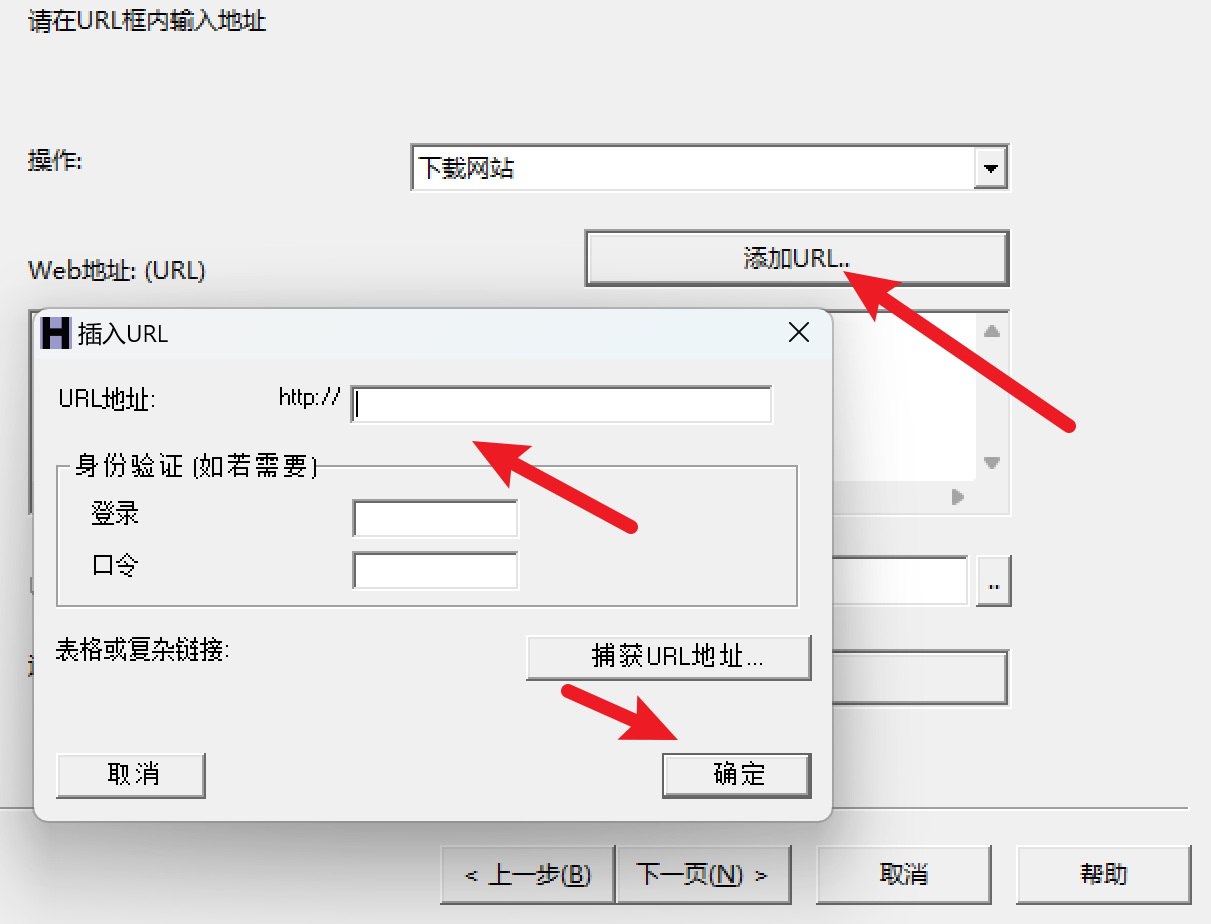 请在URL框内输入地址
操作:
下载网站
Web地址: (URL)
添加URL..
插入URL
URL地址:
http://
身份验证 (如若需要)
登录
口令
..
表格或复杂链接:
捕获URL地址...
取消
确定
< 上一步(B)
下一页(N) >
取消
帮助